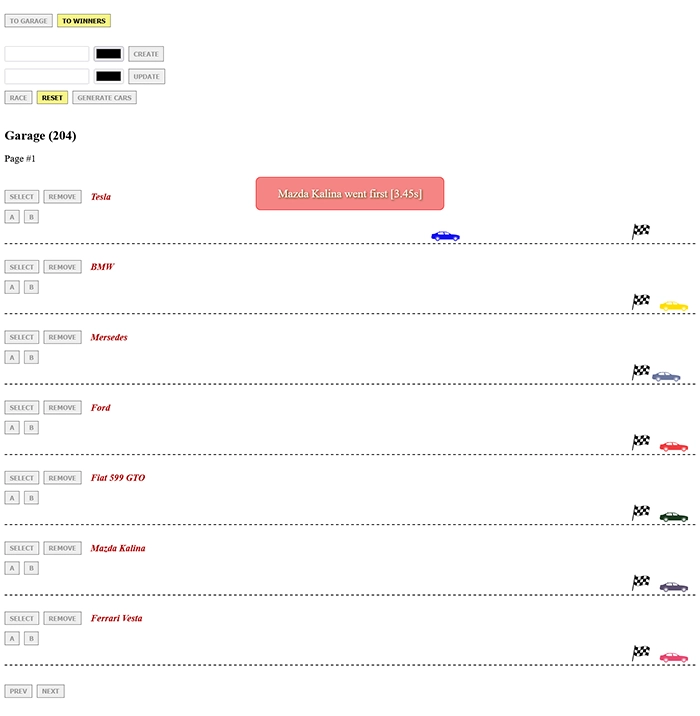 TO GARAGE TO WINNERS
CREATE
UPDATE
RACE RESET GENERATE CARS
Garage (204)
Page #1
Mazda Kalina went first [3.45s]
SELECT REMOVE Tesla
A B
SELECT REMOVE BMW
A B
SELECT REMOVE Mersedes
A B
SELECT REMOVE Ford
A B
SELECT REMOVE Fiat 599 GTO
A B
SELECT REMOVE Mazda Kalina
A B
SELECT REMOVE Ferrari Vesta
A B
PREV NEXT